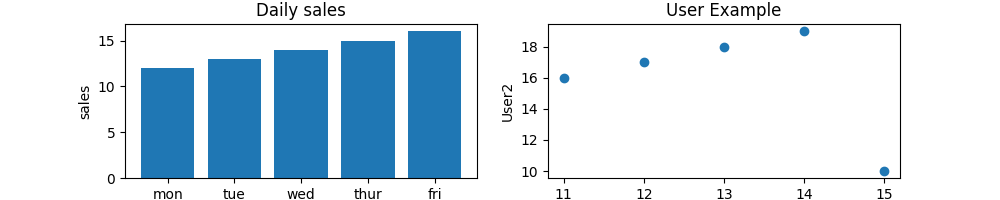 Daily sales
sales
15
10
5
0
mon tue wed thur fri
User Example
User2
18
16
14
12
10
11 12 13 14 15